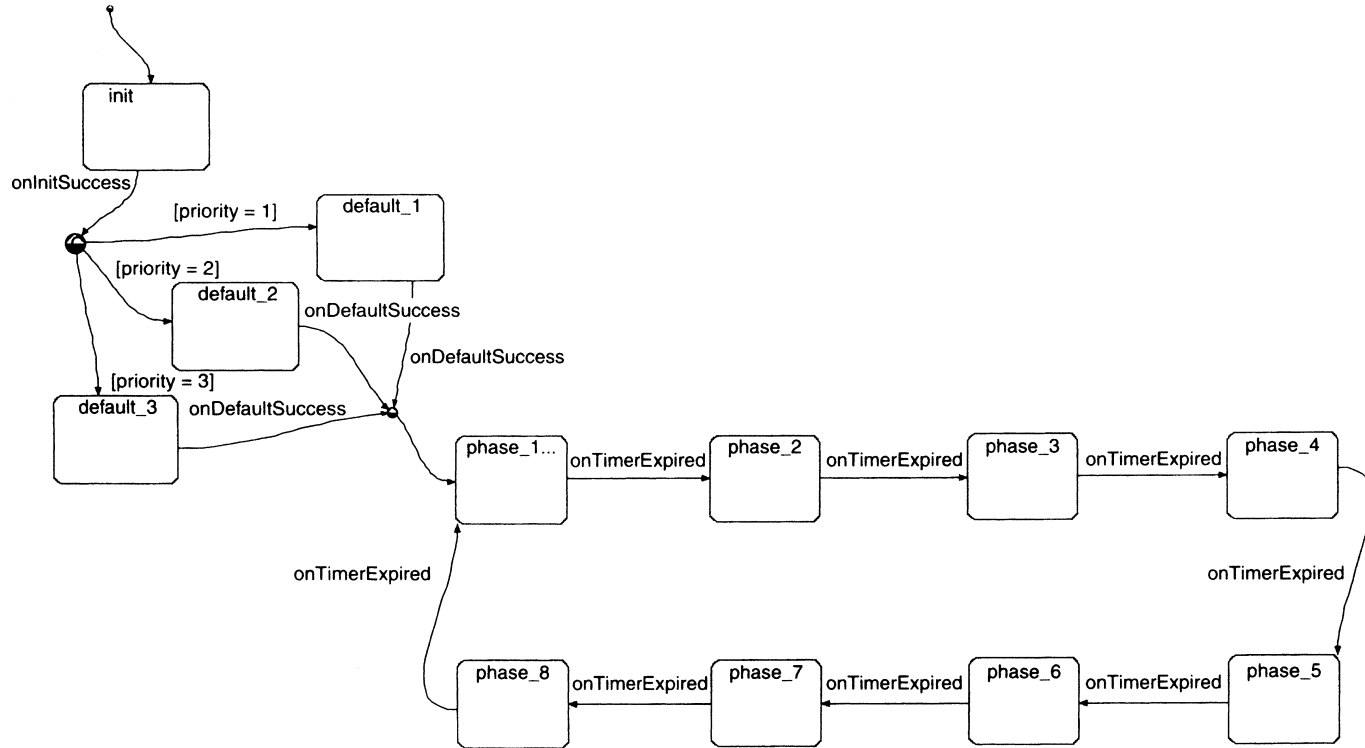 init
onInitSuccess
[priority = 1]
default_1
[priority = 2]
default_2
onDefaultSuccess
onDefaultSuccess
[priority = 3]
default_3
onDefaultSuccess
phase_1...
onTimerExpired
phase_2
onTimerExpired
phase_3
onTimerExpired
phase_4
onTimerExpired
onTimerExpired
phase_8
onTimerExpired
phase_7
onTimerExpired
phase_6
onTimerExpired
phase_5